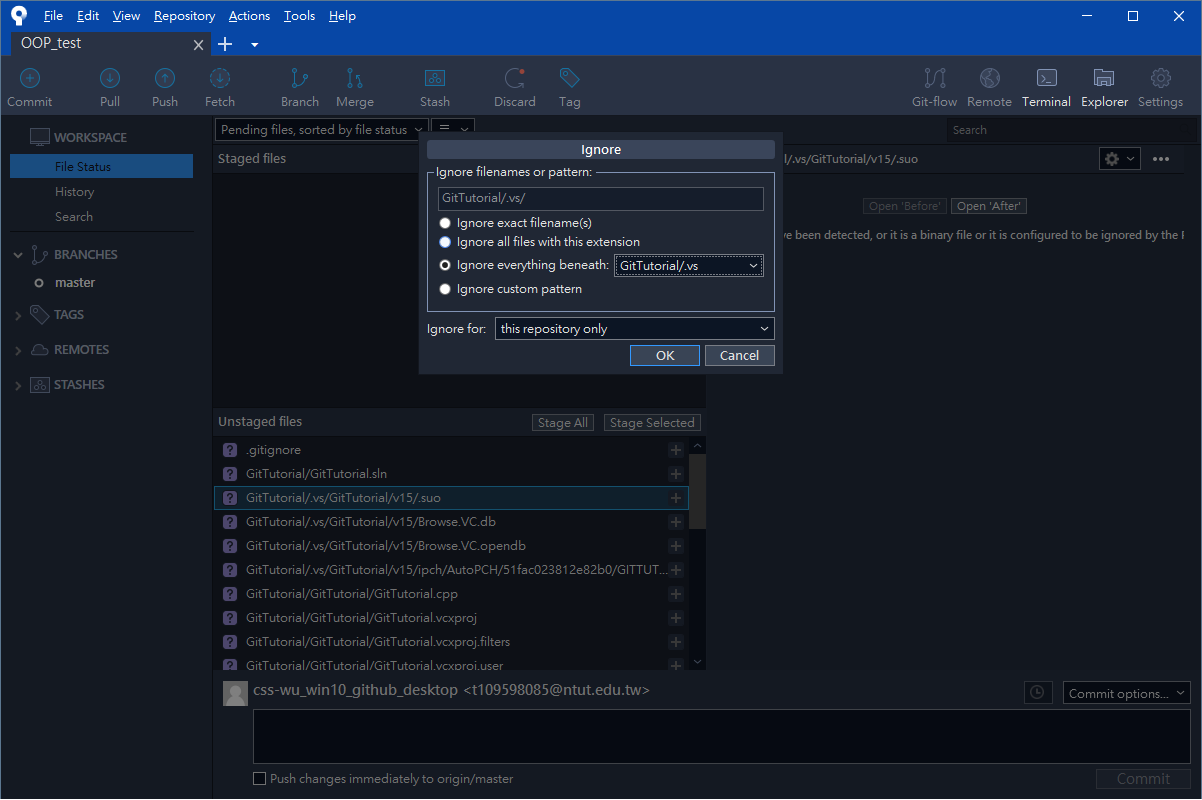 File Edit View Repository Actions Tools Help
OOP_test
Commit Pull Push Fetch Branch Merge Stash Discard Tag Git-flow Remote Terminal Explorer Settings
WORKSPACE
File Status
History
Search
BRANCHES
master
TAGS
REMOTES
STASHES
Pending files, sorted by file status
Search
Staged files
Ignore
Ignore filenames or pattern:
GitTutorial/.vs/
Ignore exact filename(s)
Ignore all files with this extension
Ignore everything beneath: GitTutorial/.vs
Ignore custom pattern
Ignore for: this repository only
OK Cancel
/.vs/GitTutorial/v15/.suo
Open 'Before' Open 'After'
been detected, or it is a binary file or it is configured to be ignored by the
Unstaged files Stage All Stage Selected
.gitignore
GitTutorial/GitTutorial.sln
GitTutorial/.vs/GitTutorial/v15/.suo
GitTutorial/.vs/GitTutorial/v15/Browse.VC.db
GitTutorial/.vs/GitTutorial/v15/Browse.VC.opendb
GitTutorial/.vs/GitTutorial/v15/ipch/AutoPCH/51fac023812e82b0/GITTUT...
GitTutorial/GitTutorial/GitTutorial.cpp
GitTutorial/GitTutorial/GitTutorial.vcxproj
GitTutorial/GitTutorial/GitTutorial.vcxproj.filters
GitTutorial/GitTutorial/GitTutorial.vcxproj.user
css-wu_win10_github_desktop <t109598085@ntut.edu.tw>
Commit options...
Push changes immediately to origin/master
Commit